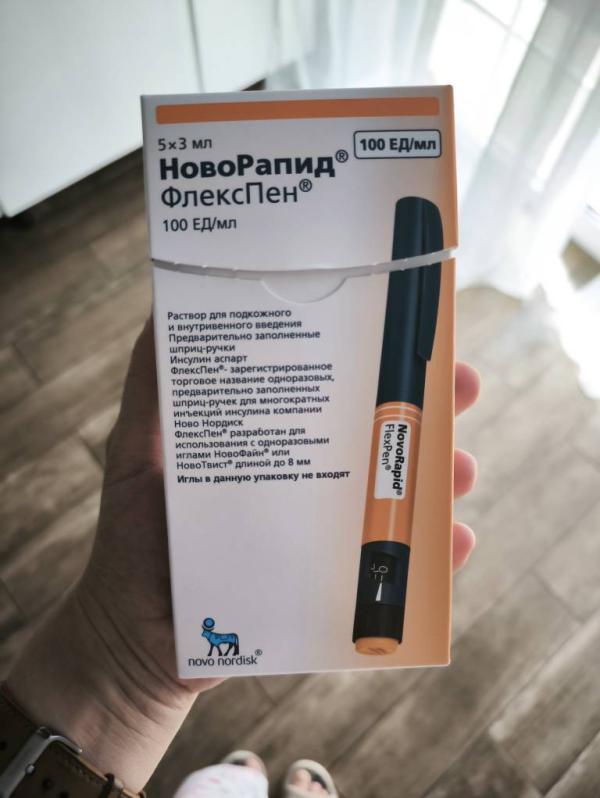 5×3 мл
100 ЕД/мл
НовоРапид®
ФлексПен®
100 ЕД/мл
Раствор для подкожного
и внутривенного введения
Предварительно заполненные
шприц-ручки
Инсулин аспарт
ФлексПен®- зарегистрированное
торговое название одноразовых,
предварительно заполненных
шприц-ручек для многократных
инъекций инсулина компании
Ново Нордиск
ФлексПен® разработан для
использования с одноразовыми
иглами НовоФайн® или
НовоТвист® длиной до 8 мм
Иглы в данную упаковку не входят
NovoRapid®
FlexPen®
novo nordisk®